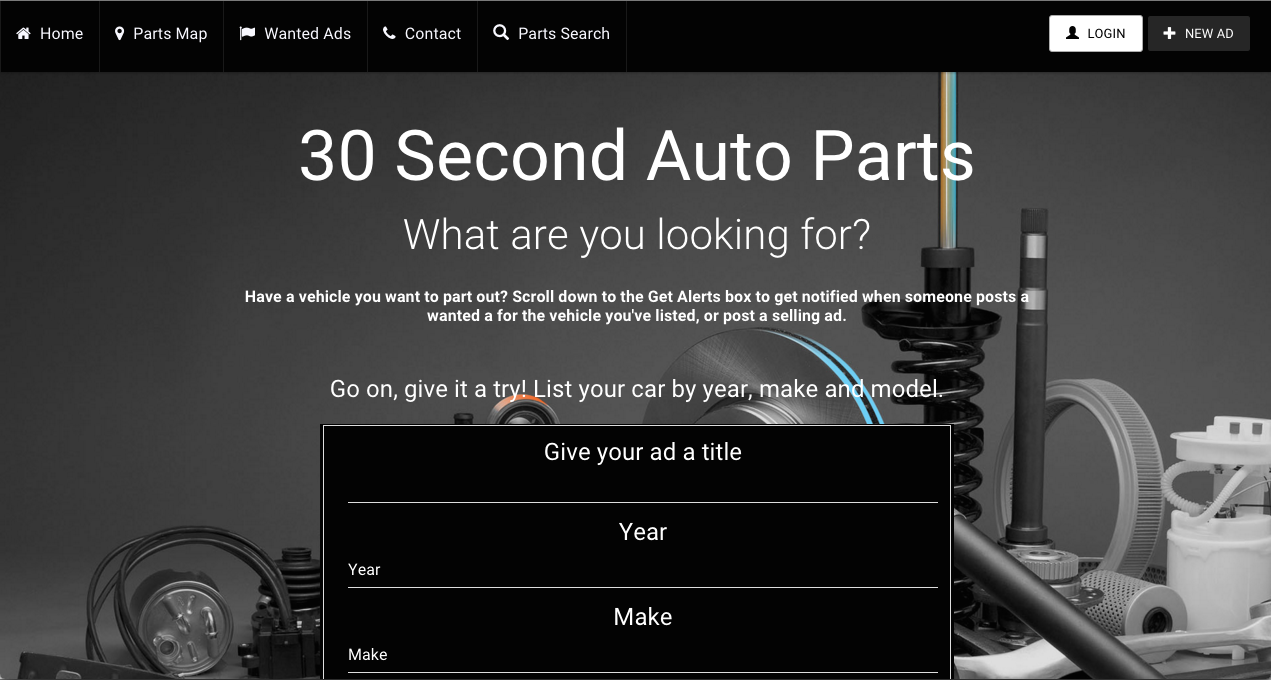 Home
Parts Map
Wanted Ads
Contact
Parts Search
LOGIN
NEW AD
30 Second Auto Parts
What are you looking for?
Have a vehicle you want to part out? Scroll down to the Get Alerts box to get notified when someone posts a
wanted a for the vehicle you've listed, or post a selling ad.
Go on, give it a try! List your car by year, make and model.
Give your ad a title
Year
Year
Make
Make